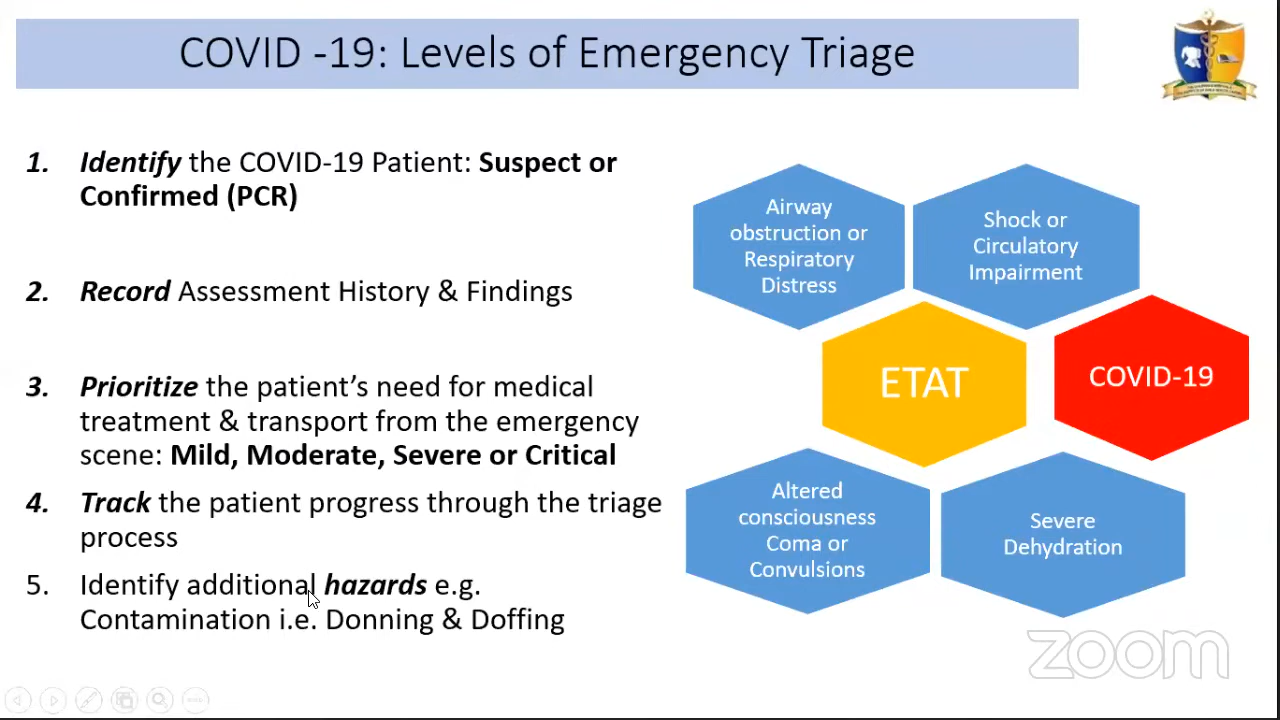 COVID -19: Levels of Emergency Triage
1. Identify the COVID-19 Patient: Suspect or
Confirmed (PCR)
2. Record Assessment History & Findings
3. Prioritize the patient’s need for medical
treatment & transport from the emergency
scene: Mild, Moderate, Severe or Critical
4. Track the patient progress through the triage
process
5. Identify additional hazards e.g.
Contamination i.e. Donning & Doffing
Airway
obstruction or
Respiratory
Distress
Shock or
Circulatory
Impairment
ETAT
COVID-19
Altered
consciousness
Coma or
Convulsions
Severe
Dehydration
zoom